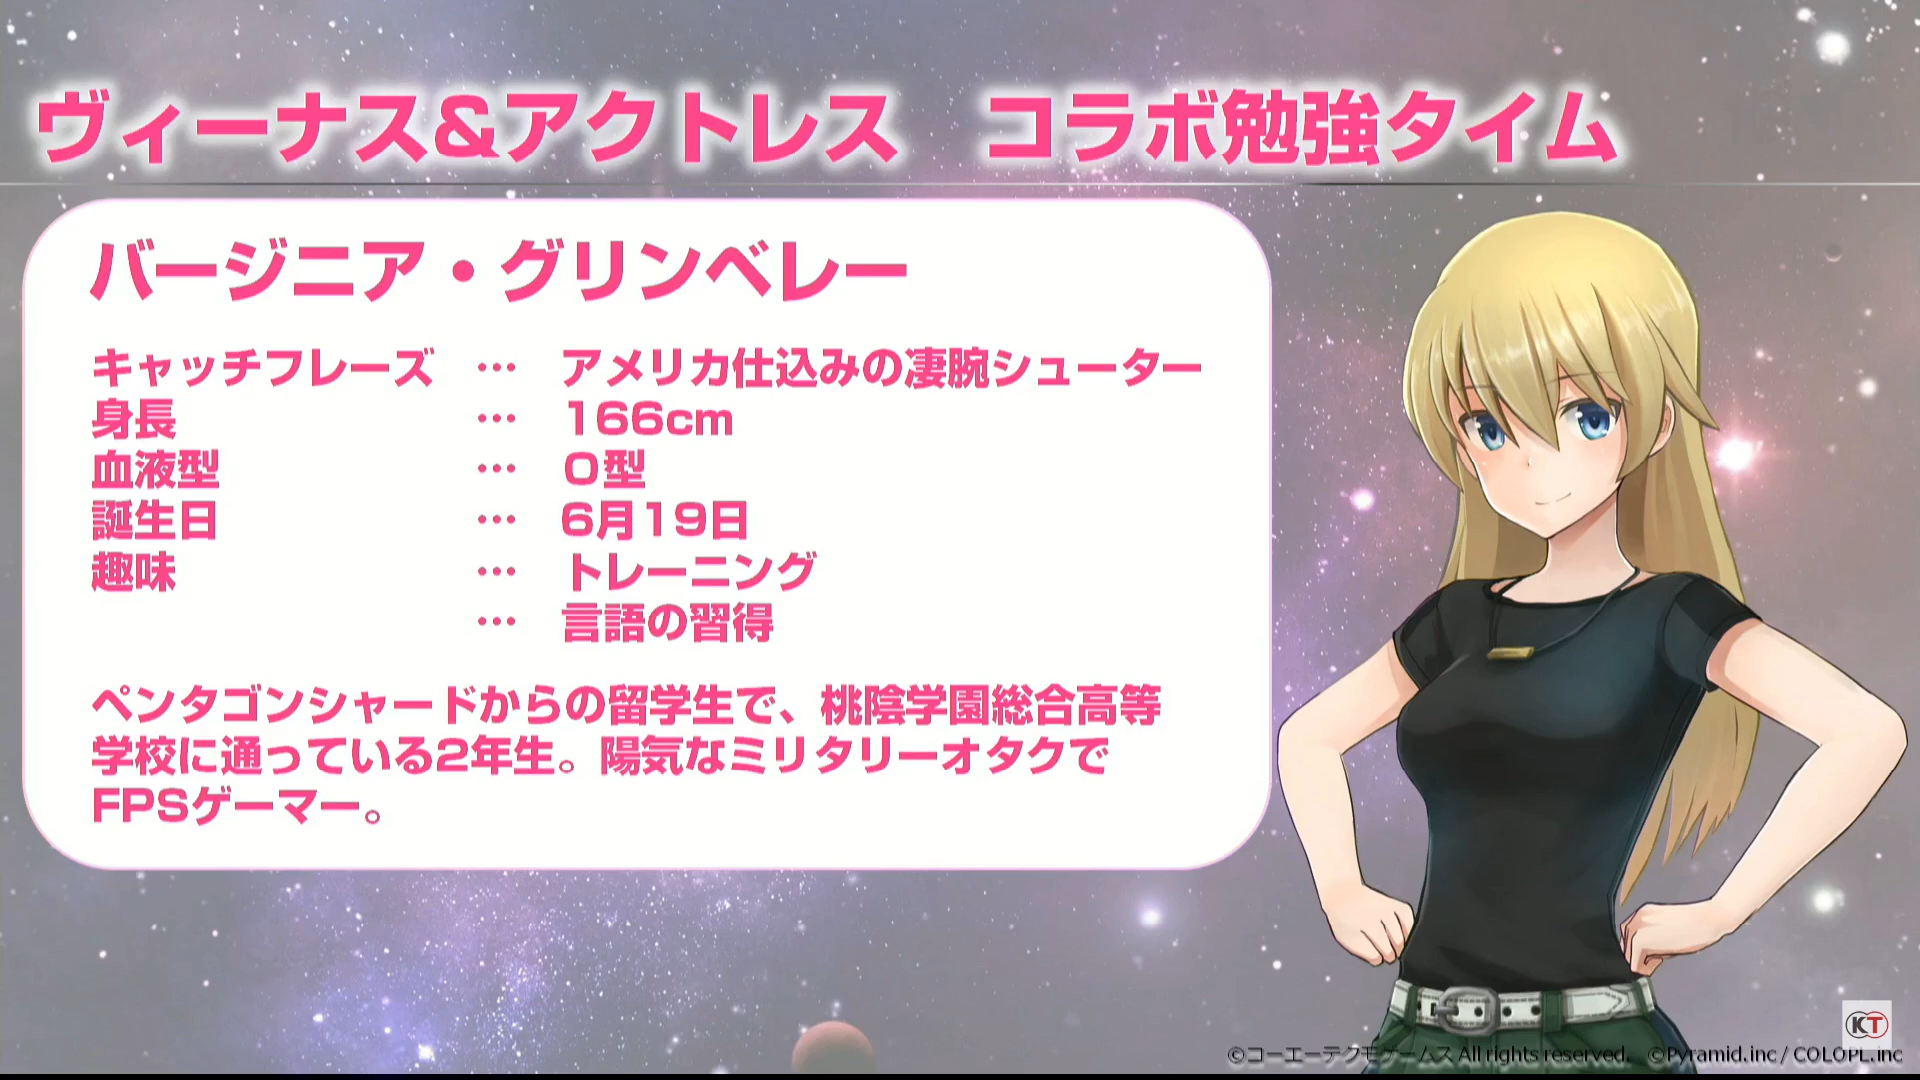 ヴィーナス&アクトレス　コラボ勉強タイム
バージニア・グリンベレー
キャッチフレーズ … アメリカ仕込みの凄腕シューター
身長 … 166cm
血液型 … O型
誕生日 … 6月19日
趣味 … トレーニング
… 言語の習得
ペンタゴンシャードからの留学生で、桃陰学園総合高等
学校に通っている2年生。陽気なミリタリーオタクで
FPSゲーマー。
KT
©コーエーテクモゲームス All rights reserved. ©Pyramid.inc / COLOPL.inc